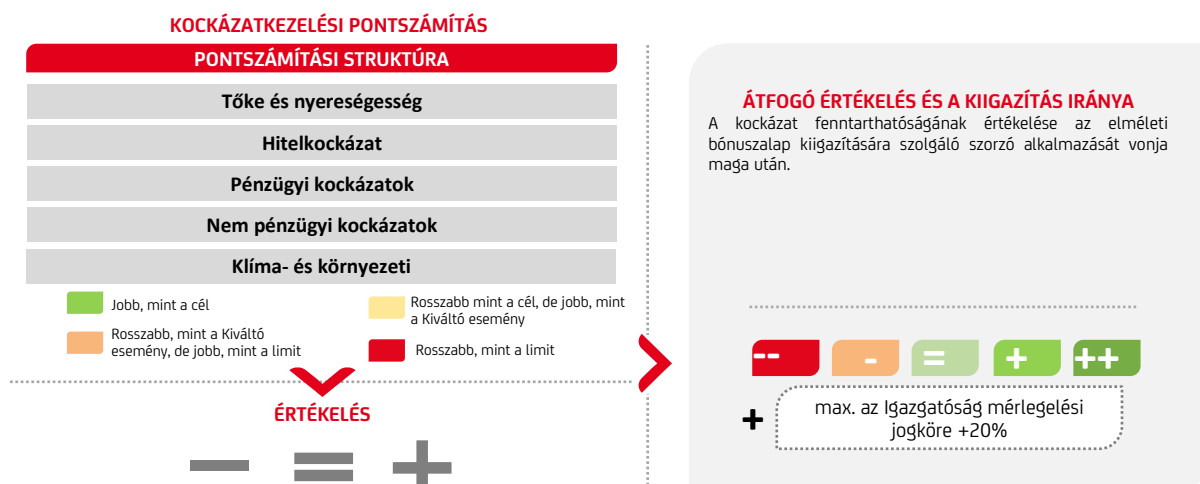 KOCKÁZATKEZELÉSI PONTSZÁMÍTÁS
PONTSZÁMÍTÁSI STRUKTÚRA
Tőke és nyereségesség
Hitelkockázat
Pénzügyi kockázatok
Nem pénzügyi kockázatok
Klíma- és környezeti
Jobb, mint a cél
Rosszabb mint a cél, de jobb, mint
a Kiváltó esemény
Rosszabb, mint a Kiváltó
esemény, de jobb, mint a limit
Rosszabb, mint a limit
ÉRTÉKELÉS
− = +
ÁTFOGÓ ÉRTÉKELÉS ÉS A KIIGAZÍTÁS IRÁNYA
A kockázat fenntarthatóságának értékelése az elméleti
bónuszalap kiigazítására szolgáló szorzó alkalmazását vonja
maga után.
-- - = + ++
+
max. az Igazgatóság mérlegelési
jogköre +20%